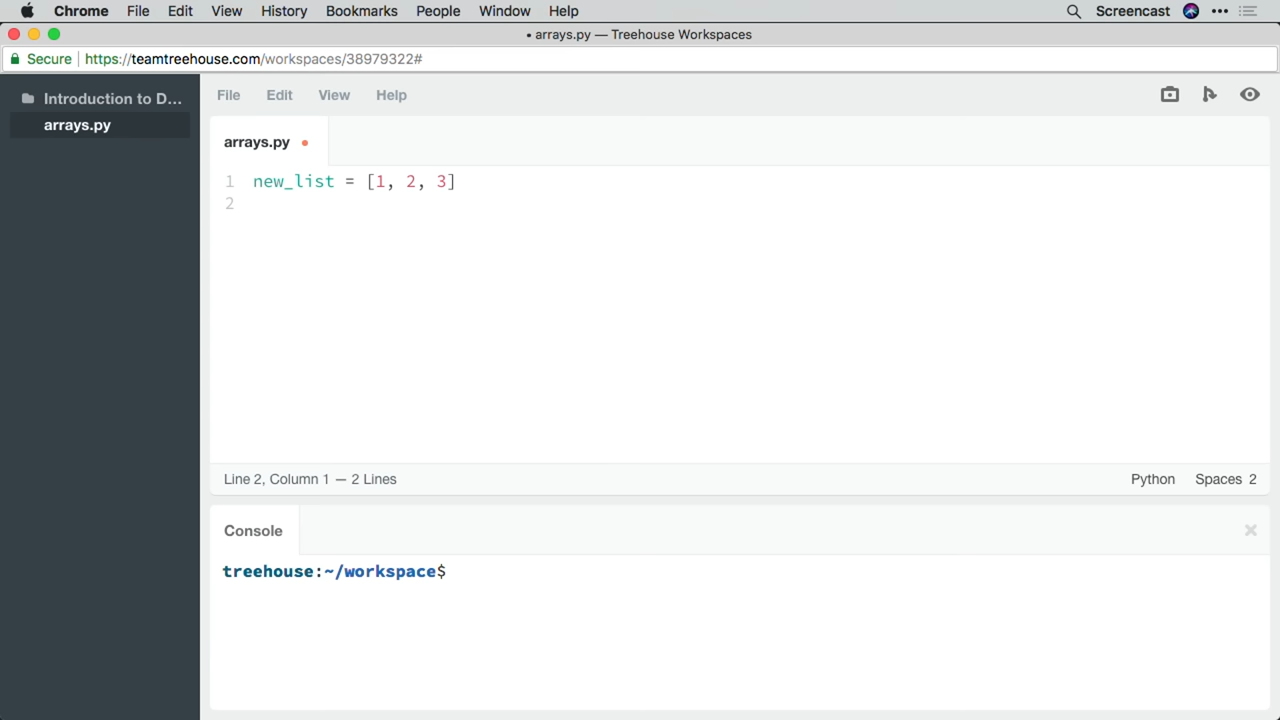 Chrome File Edit View History Bookmarks People Window Help Screencast
• arrays.py — Treehouse Workspaces
Secure https://teamtreehouse.com/workspaces/38979322#
Introduction to D...
arrays.py
File Edit View Help
arrays.py
1 new_list = [1, 2, 3]
2
Line 2, Column 1 — 2 Lines Python Spaces 2
Console
treehouse:~/workspace$